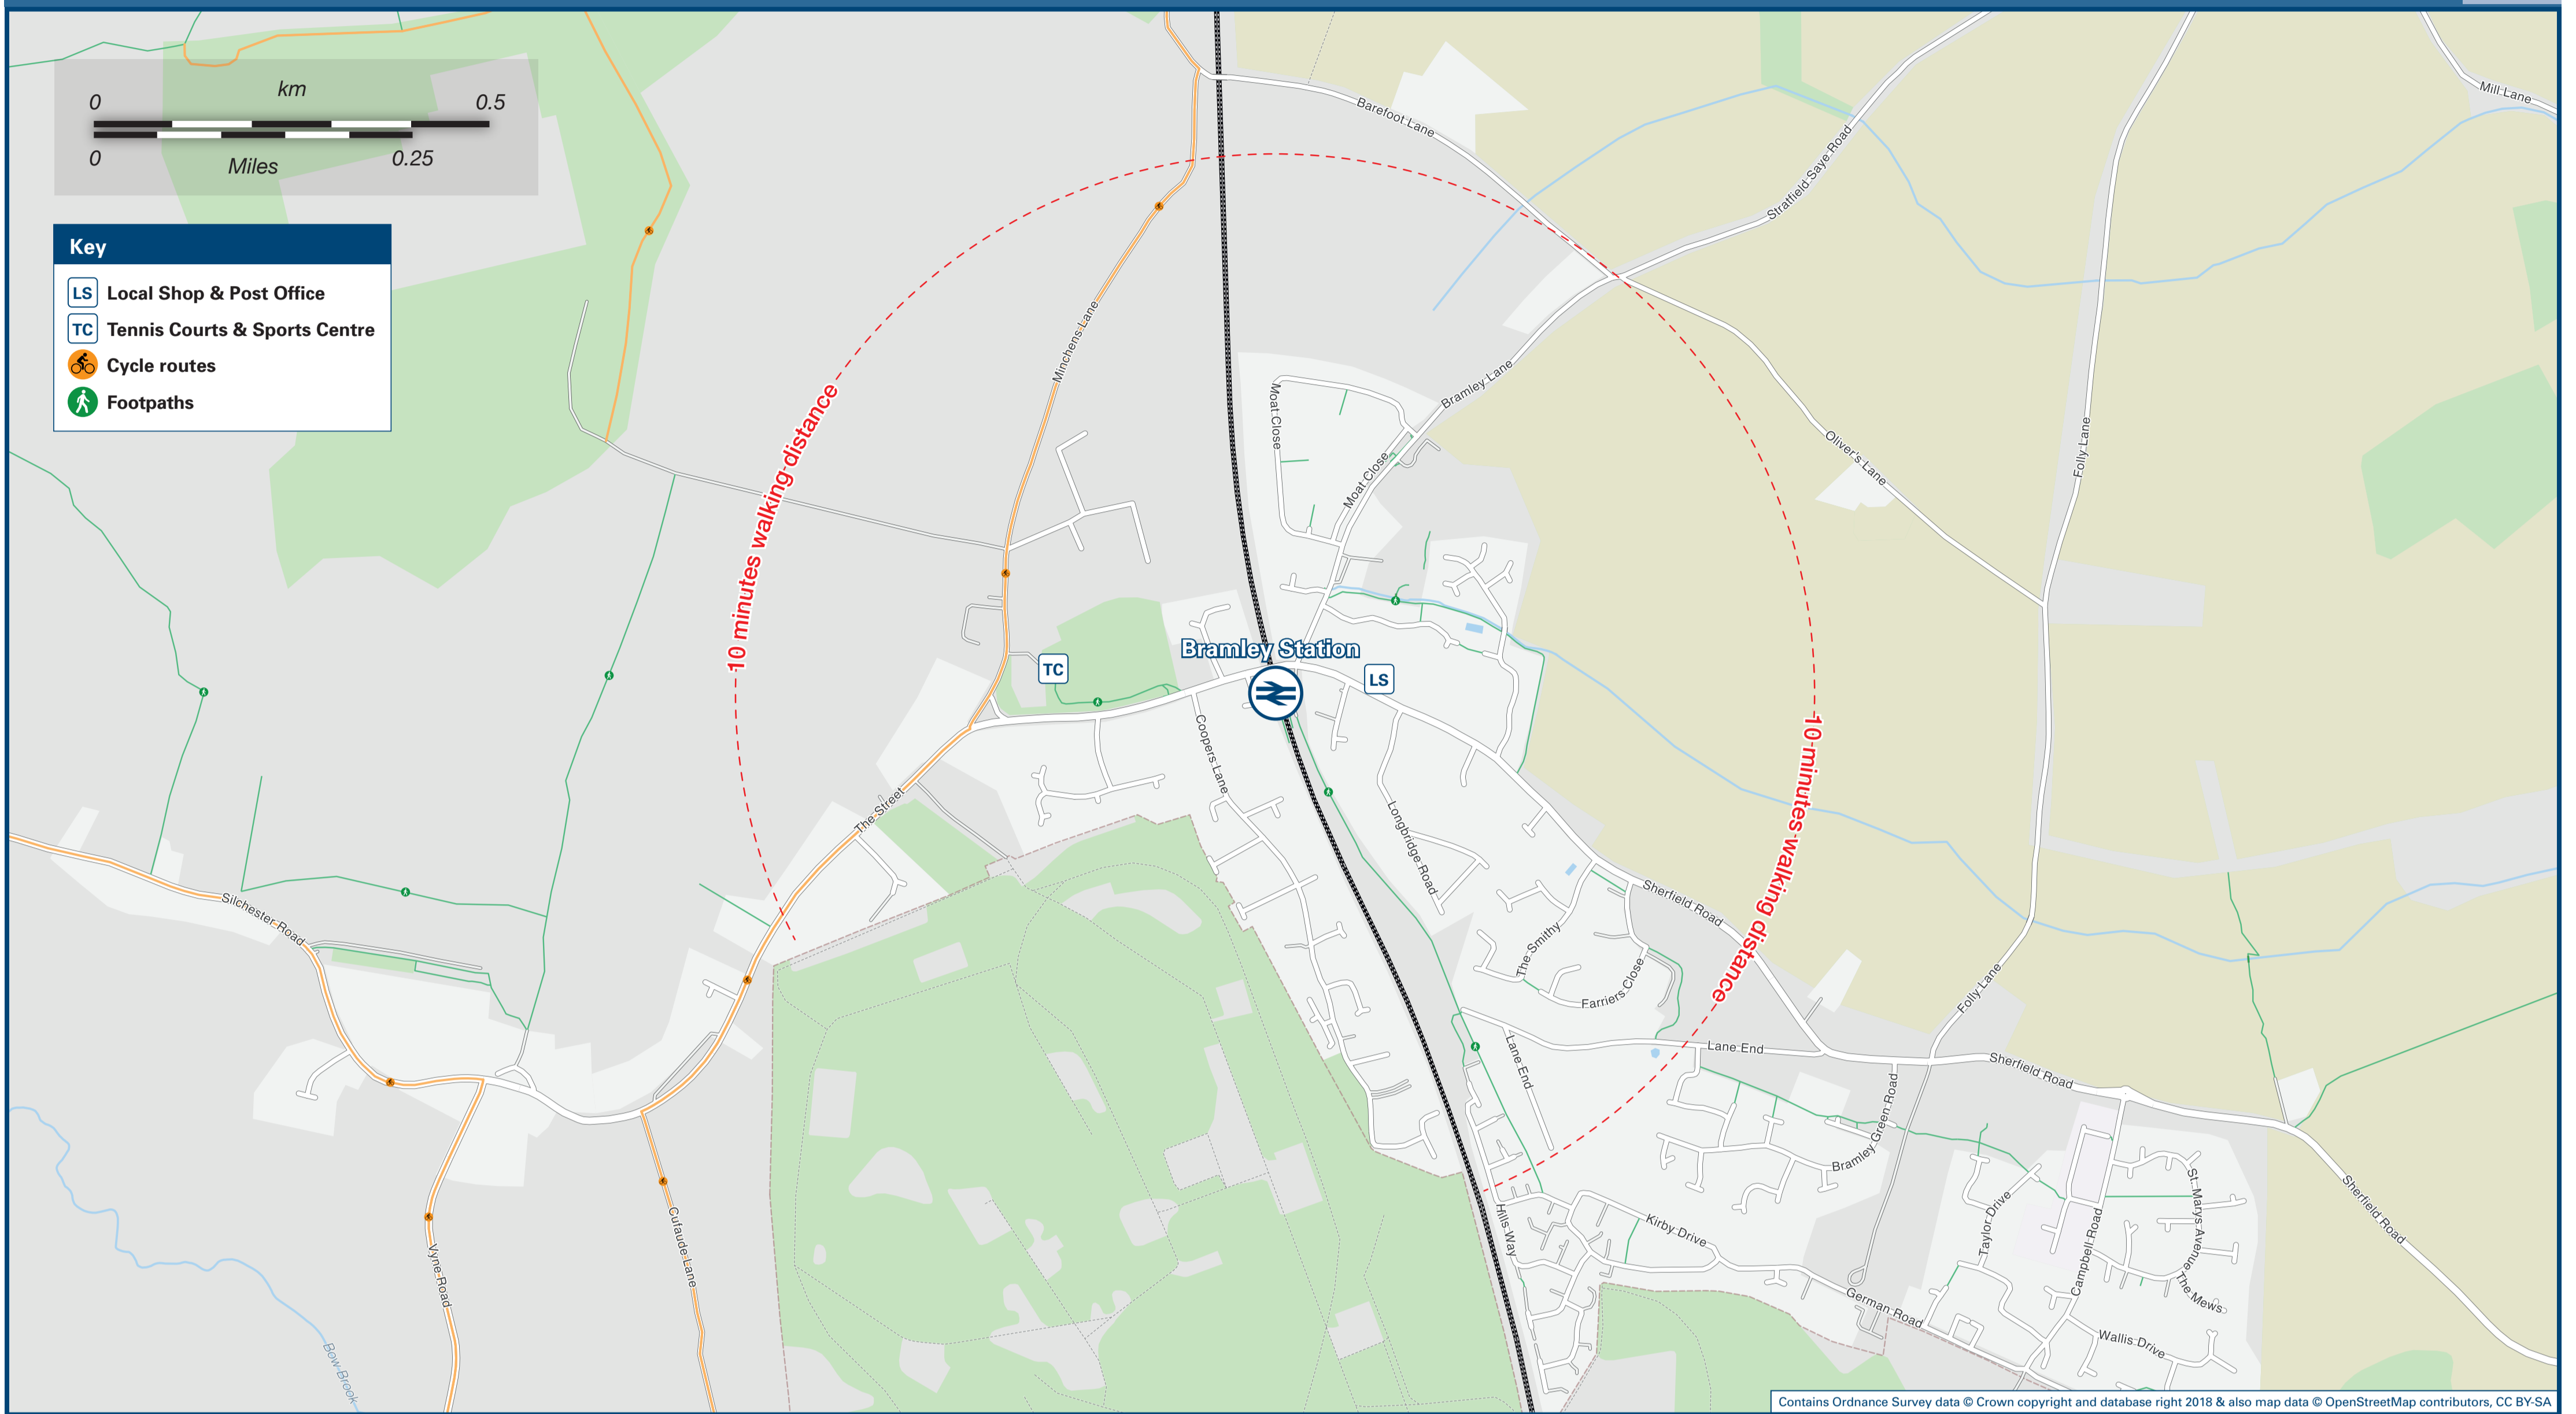 km
0
0.5
0
Miles
0.25
Key
LS Local Shop & Post Office
TC Tennis Courts & Sports Centre
Cycle routes
Footpaths
Barefoot Lane
Stratfield Saye Road
Mill Lane
Minchens Lane
10 minutes walking distance
Moat Close
Bramley Lane
Moat Close
Oliver's Lane
Folly Lane
TC
Bramley Station
LS
Coopers Lane
Longbridge Road
The Street
10 minutes walking distance
Silchester Road
Sherfield Road
The Smithy
Farriers Close
Folly Lane
Lane End
Lane End
Sherfield Road
Bramley Green Road
Vyne Road
Cufaude Lane
Hills Way
Kirby Drive
Taylor Drive
Campbell Road
St. Marys Avenue
Sherfield Road
The Mews
German Road
Wallis Drive
Bow Brook
Contains Ordnance Survey data © Crown copyright and database right 2018 & also map data © OpenStreetMap contributors, CC BY-SA